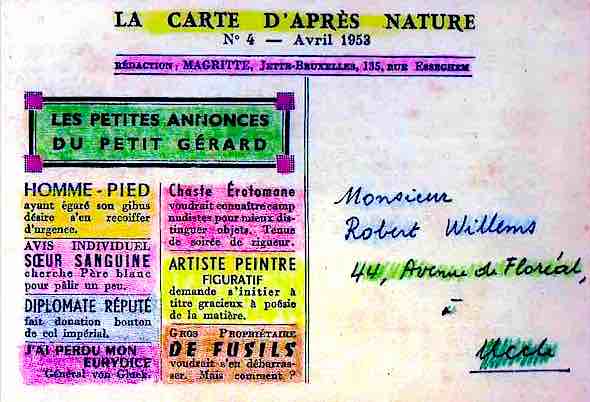 LA CARTE D'APRÈS NATURE
N° 4 — Avril 1953
RÉDACTION : MAGRITTE, JETTE-BRUXELLES, 135, RUE ESSEGHEM
LES PETITES ANNONCES
DU PETIT GÉRARD
HOMME-PIED
ayant égaré son gibus
désire s'en recoiffer
d'urgence.
AVIS INDIVIDUEL
SŒUR SANGUINE
cherche Père blanc
pour pâlir un peu.
DIPLOMATE RÉPUTÉ
fait donation bouton
de col impérial.
J'AI PERDU MON
EURYDICE
Général von Gluck.
Chaste Érotomane
voudrait connaître camp
nudistes pour mieux dis-
tinguer objets. Tenue
de soirée de rigueur.
ARTISTE PEINTRE
FIGURATIF
demande s'initier à
titre gracieux à poésie
de la matière.
GROS PROPRIÉTAIRE
DE FUSILS
voudrait s'en débarras-
ser. Mais comment ?
Monsieur
Robert Willems
44, Avenue de Floréal,
à
Uccle